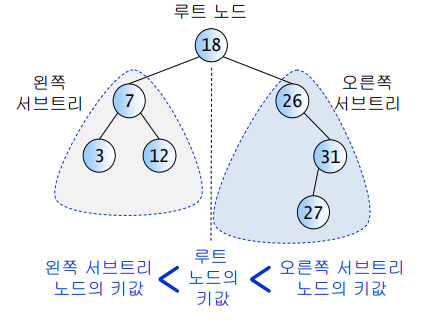 루트 노드
18
왼쪽
서브트리
오른쪽
서브트리
7
26
3
12
31
27
왼쪽 서브트리
노드의 키값
<
루트
노드의
키값
<
오른쪽 서브트리
노드의 키값